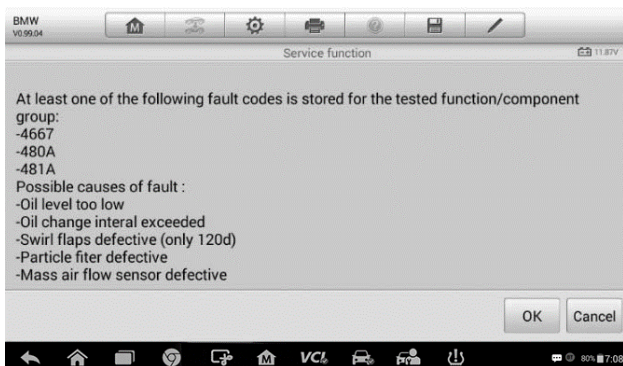 BMW
V0.99.04
Service function
11.87V
At least one of the following fault codes is stored for the tested function/component
group:
-4667
-480A
-481A
Possible causes of fault :
-Oil level too low
-Oil change interal exceeded
-Swirl flaps defective (only 120d)
-Particle fiter defective
-Mass air flow sensor defective
OK
Cancel
M
VCI
80% 7:08